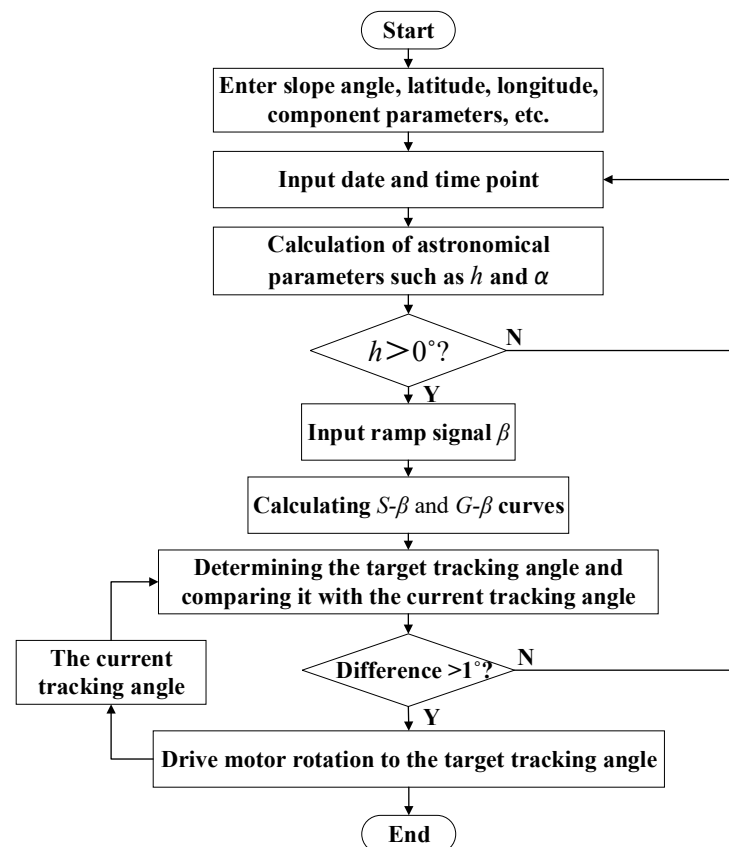 Start
Enter slope angle, latitude, longitude,
component parameters, etc.
Input date and time point
Calculation of astronomical
parameters such as h and α
h＞0°?
N
Y
Input ramp signal β
Calculating S-β and G-β curves
Determining the target tracking angle and
comparing it with the current tracking angle
The current
tracking angle
Difference >1°?
N
Y
Drive motor rotation to the target tracking angle
End